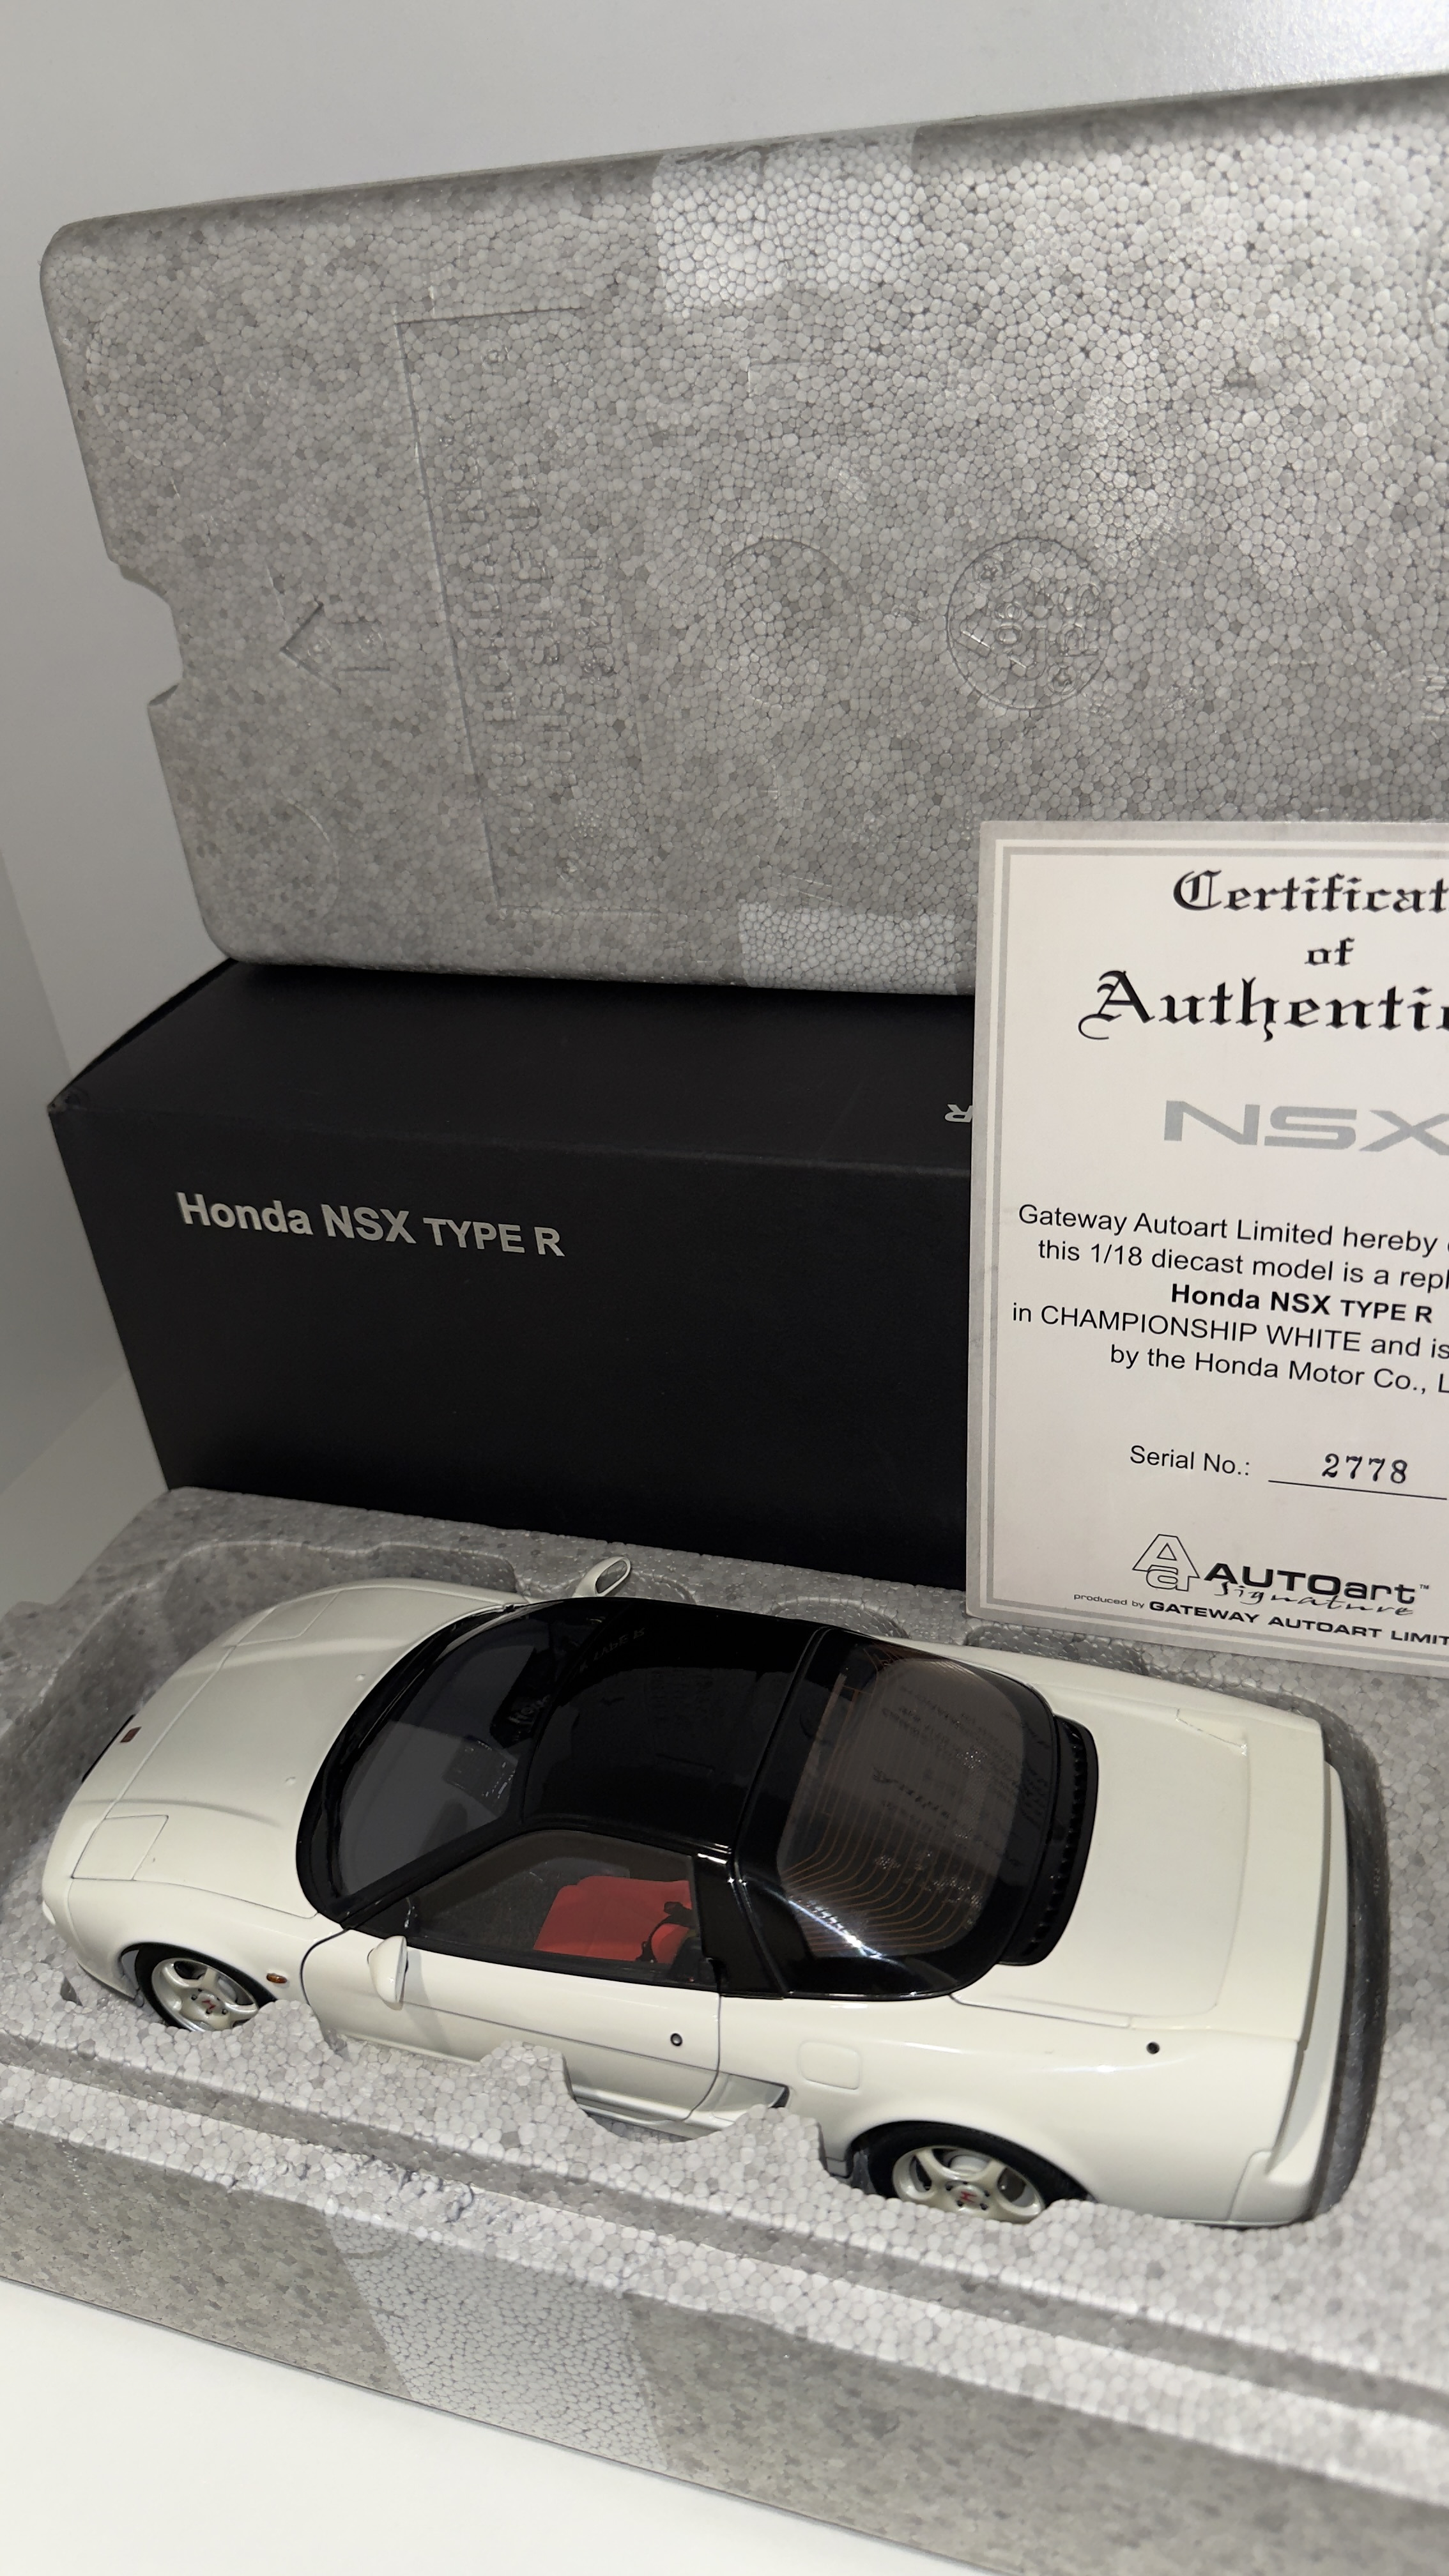 Honda NSX TYPE R
R
Certificat
of
Authentic
NSX
Gateway Autoart Limited hereby
this 1/18 diecast model is a repl
Honda NSX TYPE R
in CHAMPIONSHIP WHITE and is
by the Honda Motor Co., L
Serial No.: 2778
AUTOart™
Signature
produced by GATEWAY AUTOART LIMIT